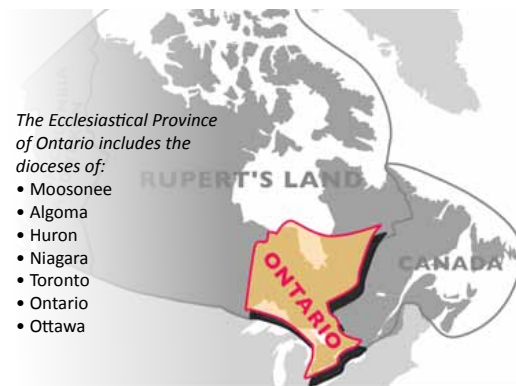 The Ecclesiastical Province
of Ontario includes the
dioceses of:
• Moosonee
• Algoma
• Huron
• Niagara
• Toronto
• Ontario
• Ottawa
RUPERT'S LAND
CANADA
ONTARIO